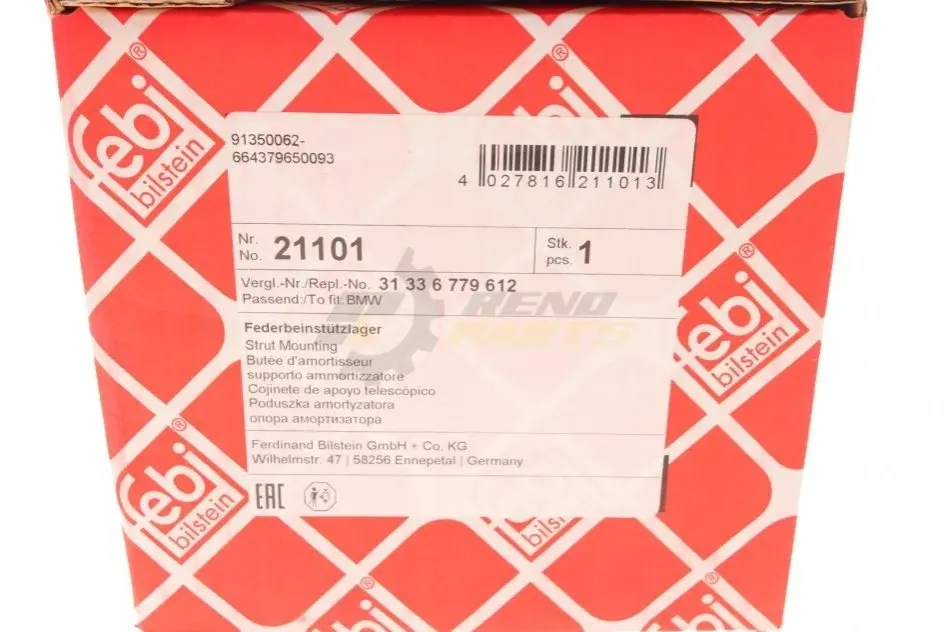 febi®
bilstein
91350062-
664379650093
4 027816 211013
Nr.
No. 21101
Stk.
pcs. 1
Vergl.-Nr./Repl.-No. 31 33 6 779 612
Passend:/To fit: BMW
RENO
PARTS
Federbeinstützlager
Strut Mounting
Butée d'amortisseur
supporto ammortizzatore
Cojinete de apoyo telescópico
Poduszka amortyzatora
опора амортизатора
Ferdinand Bilstein GmbH + Co. KG
Wilhelmstr. 47 | 58256 Ennepetal | Germany
EAC
febi®
bilstein
febi®
bilstein
febi
bilstein